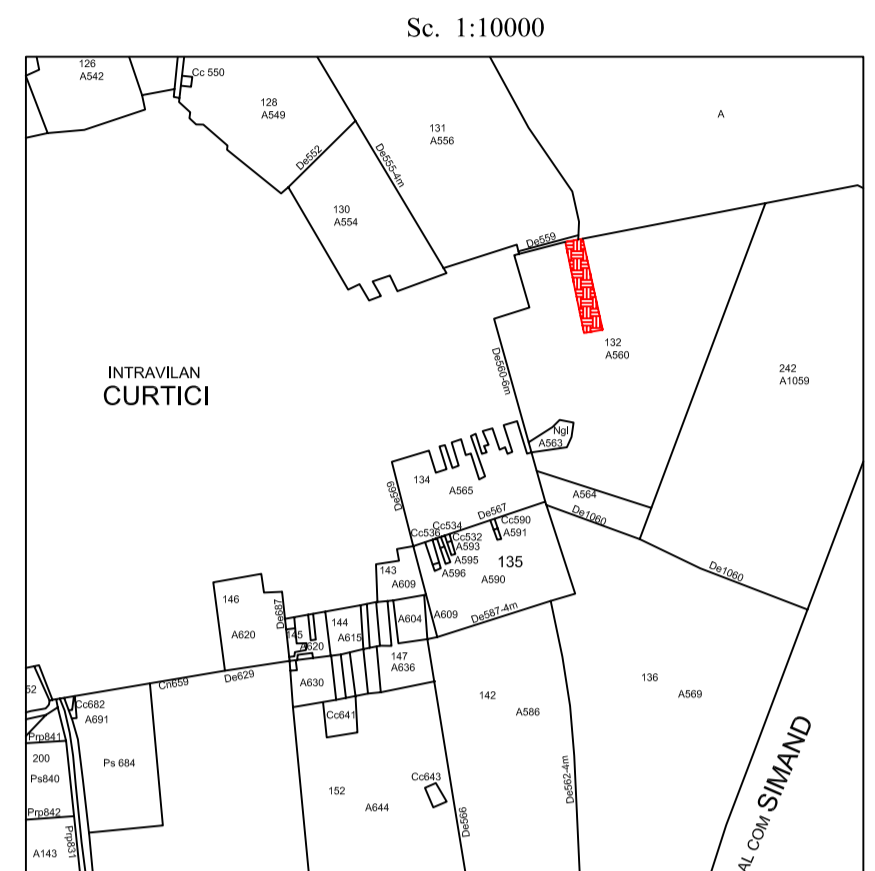 Sc. 1:10000
126
A542
Cc 550
128
A549
131
A556
A
De552
De555-4m
130
A554
De559
132
A560
De560-6m
242
A1059
INTRAVILAN
CURTICI
Ngl
A563
134
A565
De569
A564
De567
De1060
Cc590
A591
Cc534
Cc536
Cc532
A593
A595
A596
135
A590
De1060
143
A609
146
A620
De687
145
A620
144
A615
A604
A609
De587-4m
147
A636
Cn659
De629
A630
136
A569
142
A586
52
Cc682
A691
Cc641
Prp841
200
Ps840
Ps 684
Prp842
Prp831
A143
152
A644
Cc643
De566
De562-4m
AL COM SIMAND